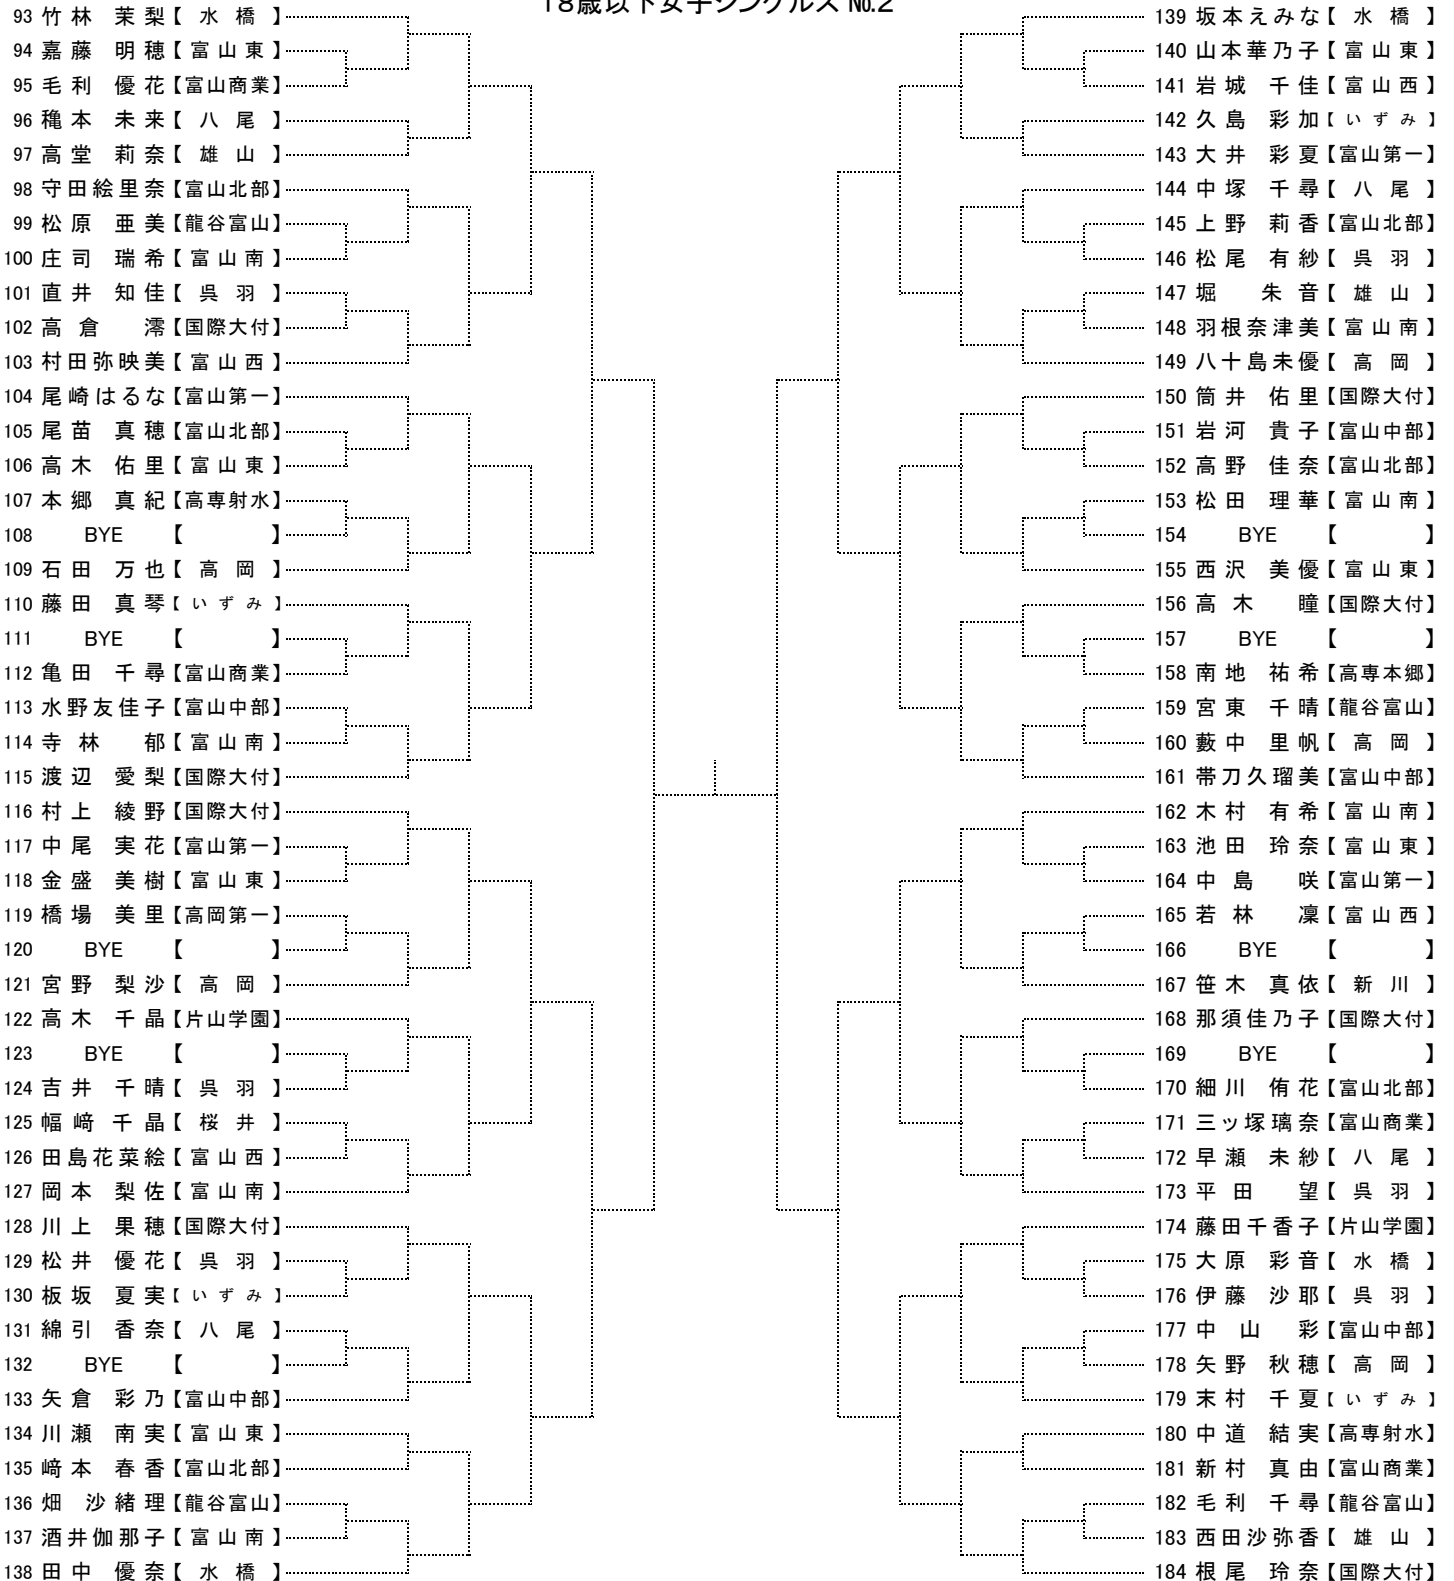 18歳以下女子シングルス №2
93 竹林 茉梨【水橋】
94 嘉藤 明穂【富山東】
95 毛利 優花【富山商業】
96 穐本 未来【八尾】
97 高堂 莉奈【雄山】
98 守田絵里奈【富山北部】
99 松原 亜美【龍谷富山】
100 庄司 瑞希【富山南】
101 直井 知佳【呉羽】
102 高倉 澪【国際大付】
103 村田弥映美【富山西】
104 尾崎はるな【富山第一】
105 尾苗 真穂【富山北部】
106 高木 佑里【富山東】
107 本郷 真紀【高専射水】
108 BYE 【 】
109 石田 万也【高岡】
110 藤田 真琴【いずみ】
111 BYE 【 】
112 亀田 千尋【富山商業】
113 水野友佳子【富山中部】
114 寺林 郁【富山南】
115 渡辺 愛梨【国際大付】
116 村上 綾野【国際大付】
117 中尾 実花【富山第一】
118 金盛 美樹【富山東】
119 橋場 美里【高岡第一】
120 BYE 【 】
121 宮野 梨沙【高岡】
122 高木 千晶【片山学園】
123 BYE 【 】
124 吉井 千晴【呉羽】
125 幅﨑 千晶【桜井】
126 田島花菜絵【富山西】
127 岡本 梨佐【富山南】
128 川上 果穂【国際大付】
129 松井 優花【呉羽】
130 板坂 夏実【いずみ】
131 綿引 香奈【八尾】
132 BYE 【 】
133 矢倉 彩乃【富山中部】
134 川瀬 南実【富山東】
135 﨑本 春香【富山北部】
136 畑 沙緒理【龍谷富山】
137 酒井伽那子【富山南】
138 田中 優奈【水橋】
139 坂本えみな【水橋】
140 山本華乃子【富山東】
141 岩城 千佳【富山西】
142 久島 彩加【いずみ】
143 大井 彩夏【富山第一】
144 中塚 千尋【八尾】
145 上野 莉香【富山北部】
146 松尾 有紗【呉羽】
147 堀 朱音【雄山】
148 羽根奈津美【富山南】
149 八十島未優【高岡】
150 筒井 佑里【国際大付】
151 岩河 貴子【富山中部】
152 高野 佳奈【富山北部】
153 松田 理華【富山南】
154 BYE 【 】
155 西沢 美優【富山東】
156 高木 瞳【国際大付】
157 BYE 【 】
158 南地 祐希【高専本郷】
159 宮東 千晴【龍谷富山】
160 藪中 里帆【高岡】
161 帯刀久瑠美【富山中部】
162 木村 有希【富山南】
163 池田 玲奈【富山東】
164 中島 咲【富山第一】
165 若林 凜【富山西】
166 BYE 【 】
167 笹木 真依【新川】
168 那須佳乃子【国際大付】
169 BYE 【 】
170 細川 侑花【富山北部】
171 三ッ塚璃奈【富山商業】
172 早瀬 未紗【八尾】
173 平田 望【呉羽】
174 藤田千香子【片山学園】
175 大原 彩音【水橋】
176 伊藤 沙耶【呉羽】
177 中山 彩【富山中部】
178 矢野 秋穂【高岡】
179 末村 千夏【いずみ】
180 中道 結実【高専射水】
181 新村 真由【富山商業】
182 毛利 千尋【龍谷富山】
183 西田沙弥香【雄山】
184 根尾 玲奈【国際大付】